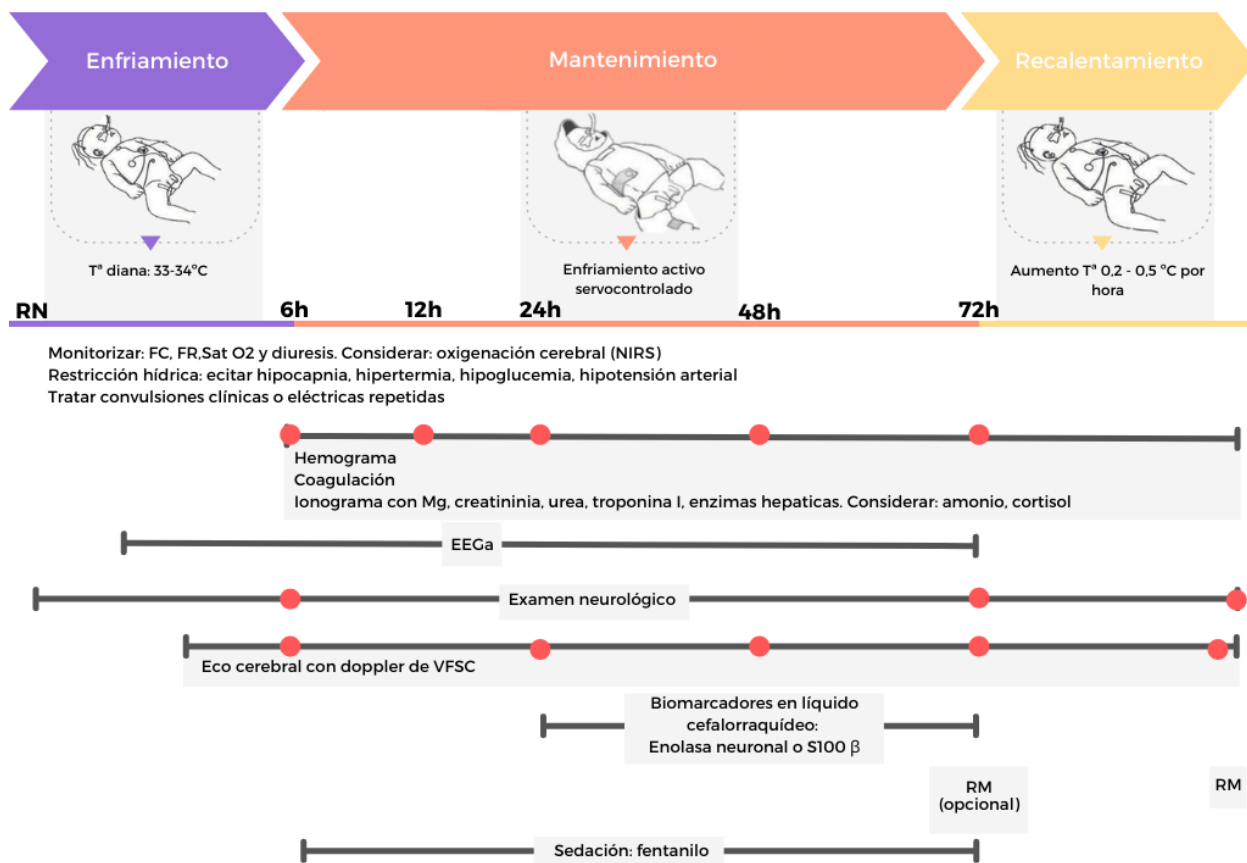 Enfriamiento
Mantenimiento
Recalentamiento
Tª diana: 33-34ºC
Enfriamiento activo
servocontrolado
Aumento Tª 0,2 - 0,5 ºC por
hora
RN
6h
12h
24h
48h
72h
Monitorizar: FC, FR,Sat O2 y diuresis. Considerar: oxigenación cerebral (NIRS)
Restricción hídrica: ecitar hipocapnia, hipertermia, hipoglucemia, hipotensión arterial
Tratar convulsiones clínicas o eléctricas repetidas
Hemograma
Coagulación
Ionograma con Mg, creatininia, urea, troponina I, enzimas hepaticas. Considerar: amonio, cortisol
EEGa
Examen neurológico
Eco cerebral con doppler de VFSC
Biomarcadores en líquido
cefalorraquídeo:
Enolasa neuronal o S100 β
RM
(opcional)
RM
Sedación: fentanilo